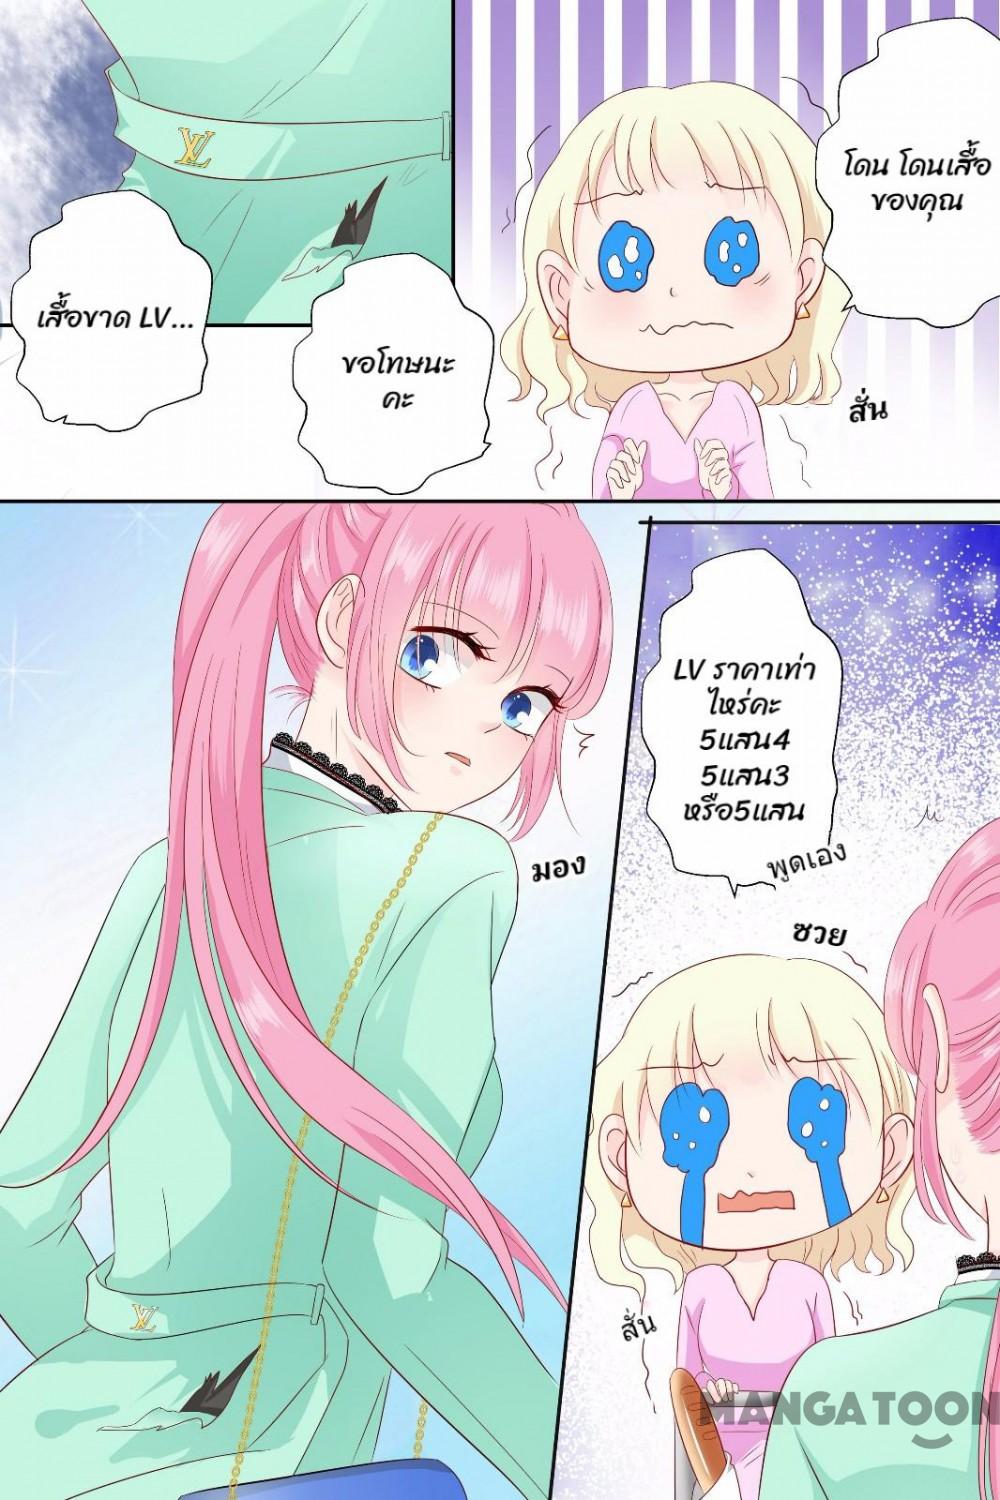 โดน โดนเสื้อ
ของคุณ
เสื้อขาด LV...
ขอโทษนะ
คะ
สั่น
LV ราคาเท่า
ไหร่คะ
5แสน4
5แสน3
หรือ5แสน
พูดเอง
มอง
ซวย
สั่น
LV
LV
MANGATOON